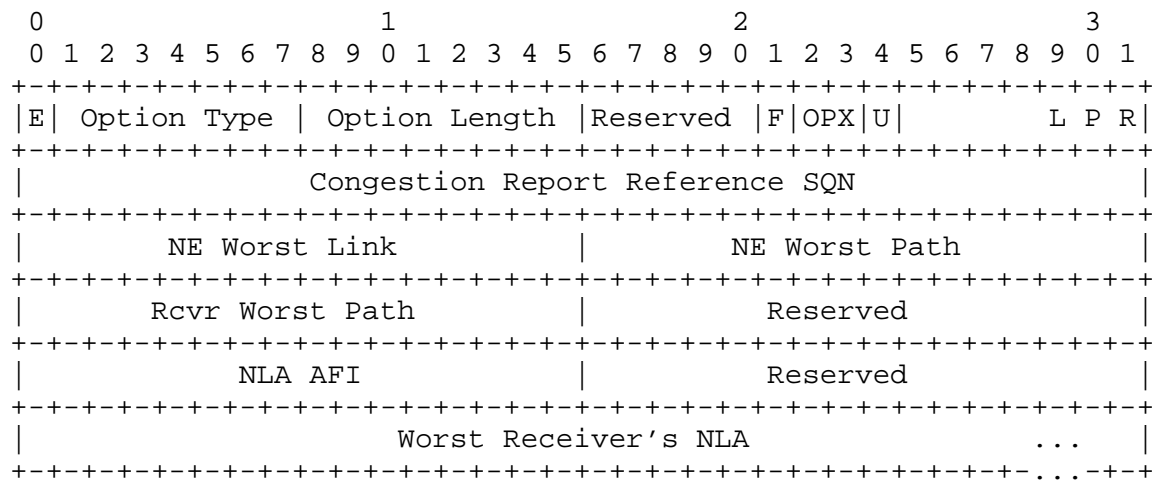 0                   1                   2                   3
 0 1 2 3 4 5 6 7 8 9 0 1 2 3 4 5 6 7 8 9 0 1 2 3 4 5 6 7 8 9 0 1
+-+-+-+-+-+-+-+-+-+-+-+-+-+-+-+-+-+-+-+-+-+-+-+-+-+-+-+-+-+-+-+-+
|E| Option Type | Option Length |Reserved |F|OPX|U|        L P R|
+-+-+-+-+-+-+-+-+-+-+-+-+-+-+-+-+-+-+-+-+-+-+-+-+-+-+-+-+-+-+-+-+
|                Congestion Report Reference SQN                |
+-+-+-+-+-+-+-+-+-+-+-+-+-+-+-+-+-+-+-+-+-+-+-+-+-+-+-+-+-+-+-+-+
|        NE Worst Link          |        NE Worst Path          |
+-+-+-+-+-+-+-+-+-+-+-+-+-+-+-+-+-+-+-+-+-+-+-+-+-+-+-+-+-+-+-+-+
|       Rcvr Worst Path         |          Reserved             |
+-+-+-+-+-+-+-+-+-+-+-+-+-+-+-+-+-+-+-+-+-+-+-+-+-+-+-+-+-+-+-+-+
|            NLA AFI            |          Reserved             |
+-+-+-+-+-+-+-+-+-+-+-+-+-+-+-+-+-+-+-+-+-+-+-+-+-+-+-+-+-+-+-+-+
|                     Worst Receiver's NLA                ...   |
+-+-+-+-+-+-+-+-+-+-+-+-+-+-+-+-+-+-+-+-+-+-+-+-+-+-+-+-+-...-+-+